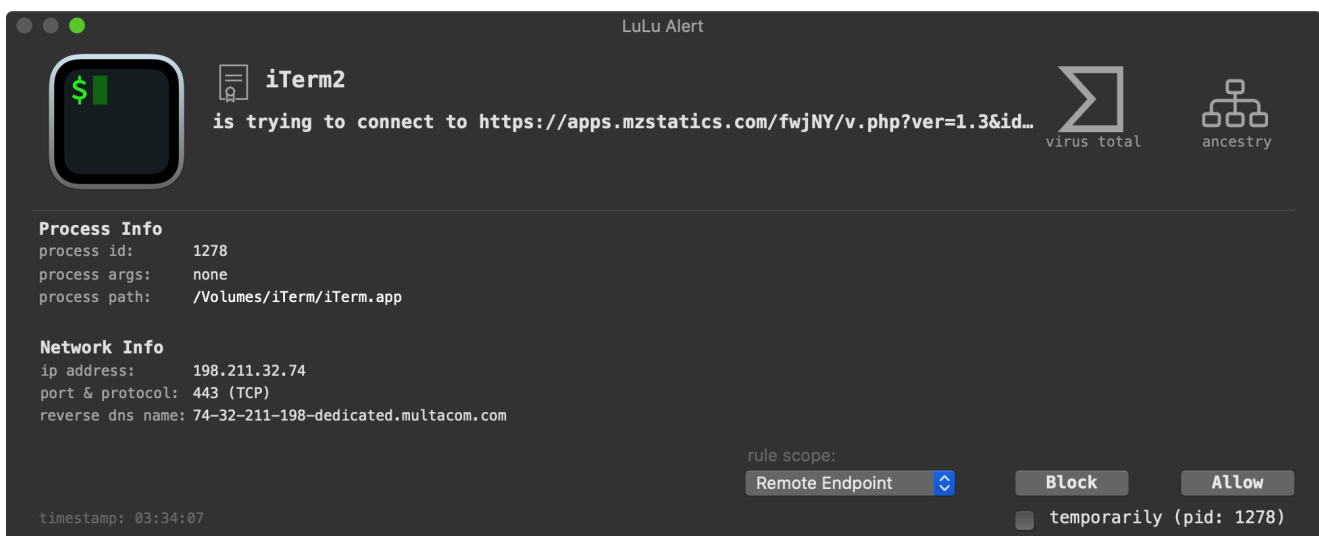 LuLu Alert
$
iTerm2
is trying to connect to https://apps.mzstatics.com/fwjNY/v.php?ver=1.3&id…
virus total
ancestry
Process Info
process id: 1278
process args: none
process path: /Volumes/iTerm/iTerm.app
Network Info
ip address: 198.211.32.74
port & protocol: 443 (TCP)
reverse dns name: 74-32-211-198-dedicated.multacom.com
rule scope:
Remote Endpoint
Block
Allow
timestamp: 03:34:07
temporarily (pid: 1278)